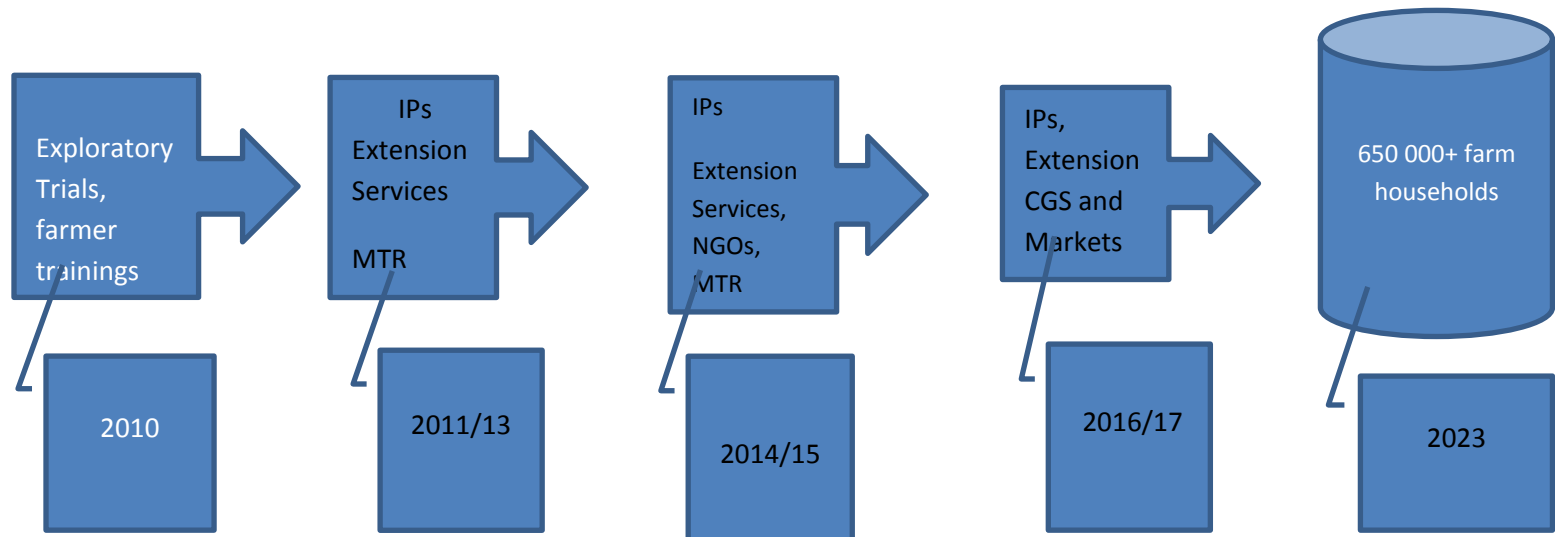 Exploratory
Trials,
farmer
trainings
IPs
Extension
Services
MTR
IPs
Extension
Services,
NGOs,
MTR
IPs,
Extension
CGS and
Markets
650 000+ farm
households
2010
2011/13
2014/15
2016/17
2023